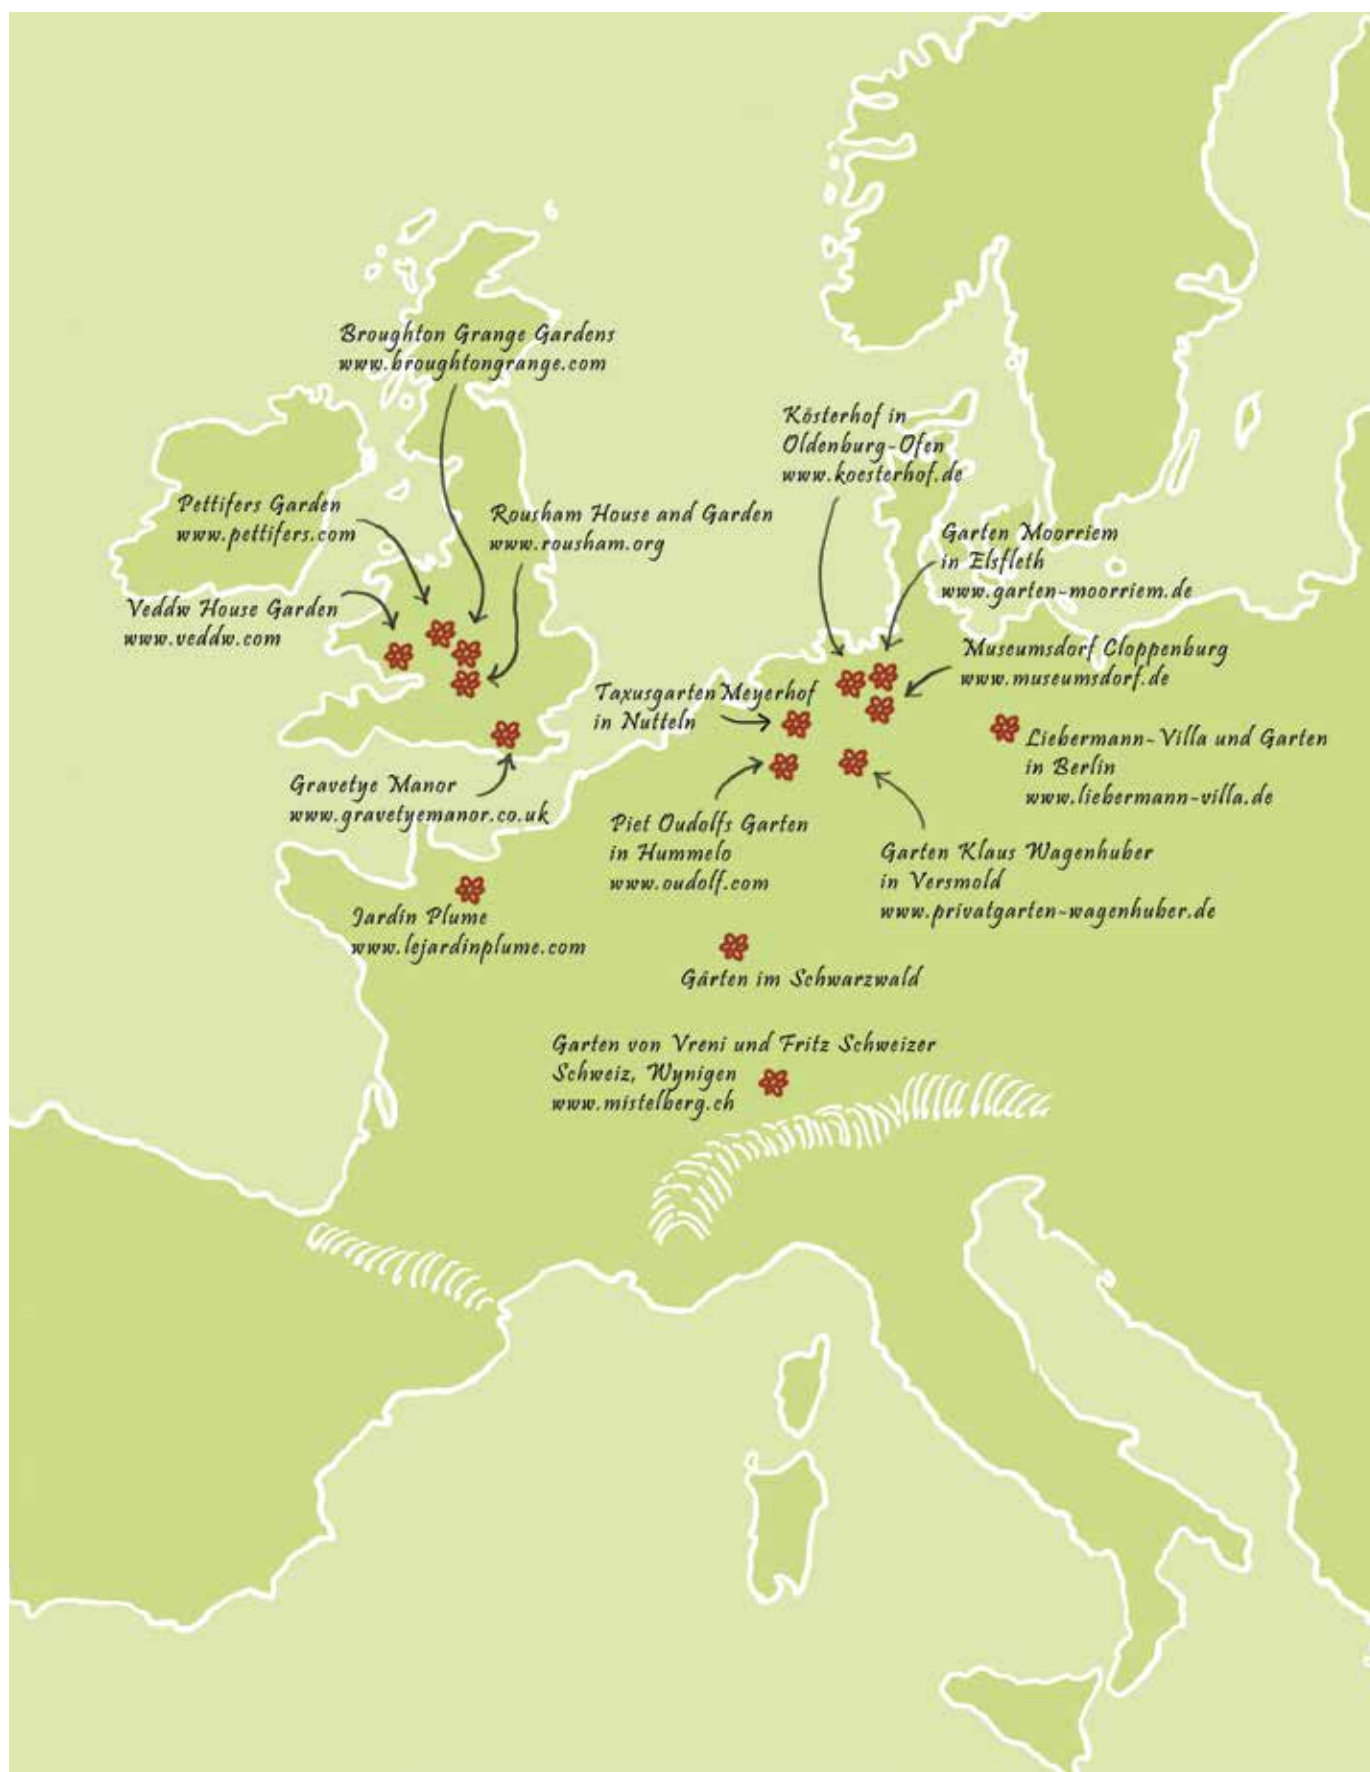 Broughton Grange Gardens
www.broughtongrange.com
Kösterhof in
Oldenburg-Ofen
www.koesterhof.de
Pettifers Garden
www.pettifers.com
Rousham House and Garden
www.rousham.org
Garten Moorriem
in Elsfleth
www.garten-moorriem.de
Veddw House Garden
www.veddw.com
Museumsdorf Cloppenburg
www.museumsdorf.de
Taxusgarten Meyerhof
in Nutteln
Liebermann-Villa und Garten
in Berlin
www.liebermann-villa.de
Gravetye Manor
www.gravetyemanor.co.uk
Piet Oudolfs Garten
in Hummelo
www.oudolf.com
Garten Klaus Wagenhuber
in Versmold
www.privatgarten-wagenhuber.de
Jardin Plume
www.lejardinplume.com
Gärten im Schwarzwald
Garten von Vreni und Fritz Schweizer
Schweiz, Wynigen
www.mistelberg.ch